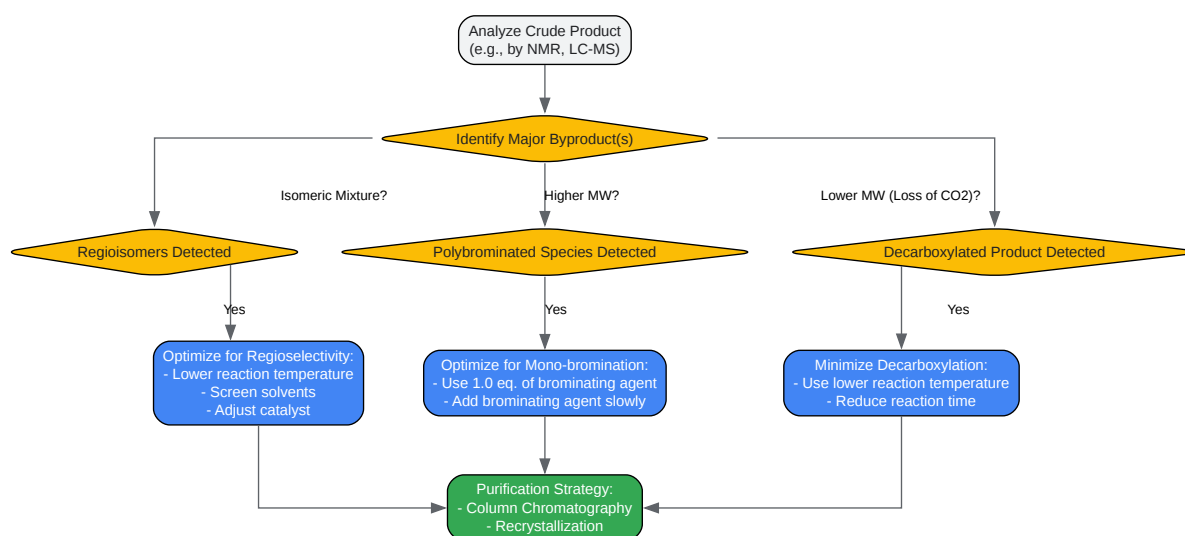 Analyze Crude Product
(e.g., by NMR, LC-MS)
Identify Major Byproduct(s)
Isomeric Mixture?
Higher MW?
Lower MW (Loss of CO2)?
Regioisomers Detected
Polybrominated Species Detected
Decarboxylated Product Detected
Yes
Yes
Yes
Optimize for Regioselectivity:
- Lower reaction temperature
- Screen solvents
- Adjust catalyst
Optimize for Mono-bromination:
- Use 1.0 eq. of brominating agent
- Add brominating agent slowly
Minimize Decarboxylation:
- Use lower reaction temperature
- Reduce reaction time
Purification Strategy:
- Column Chromatography
- Recrystallization